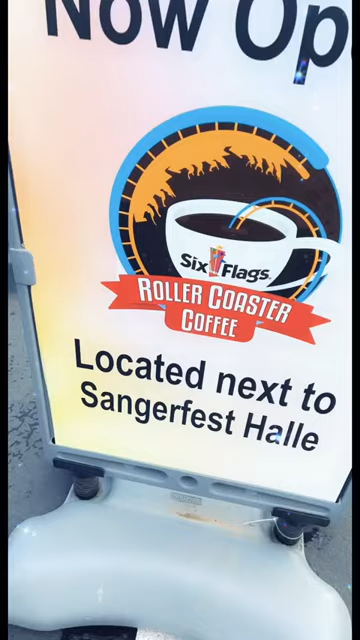 Now Op
Six Flags
ROLLER COASTER
COFFEE
Located next to
Sangerfest Halle